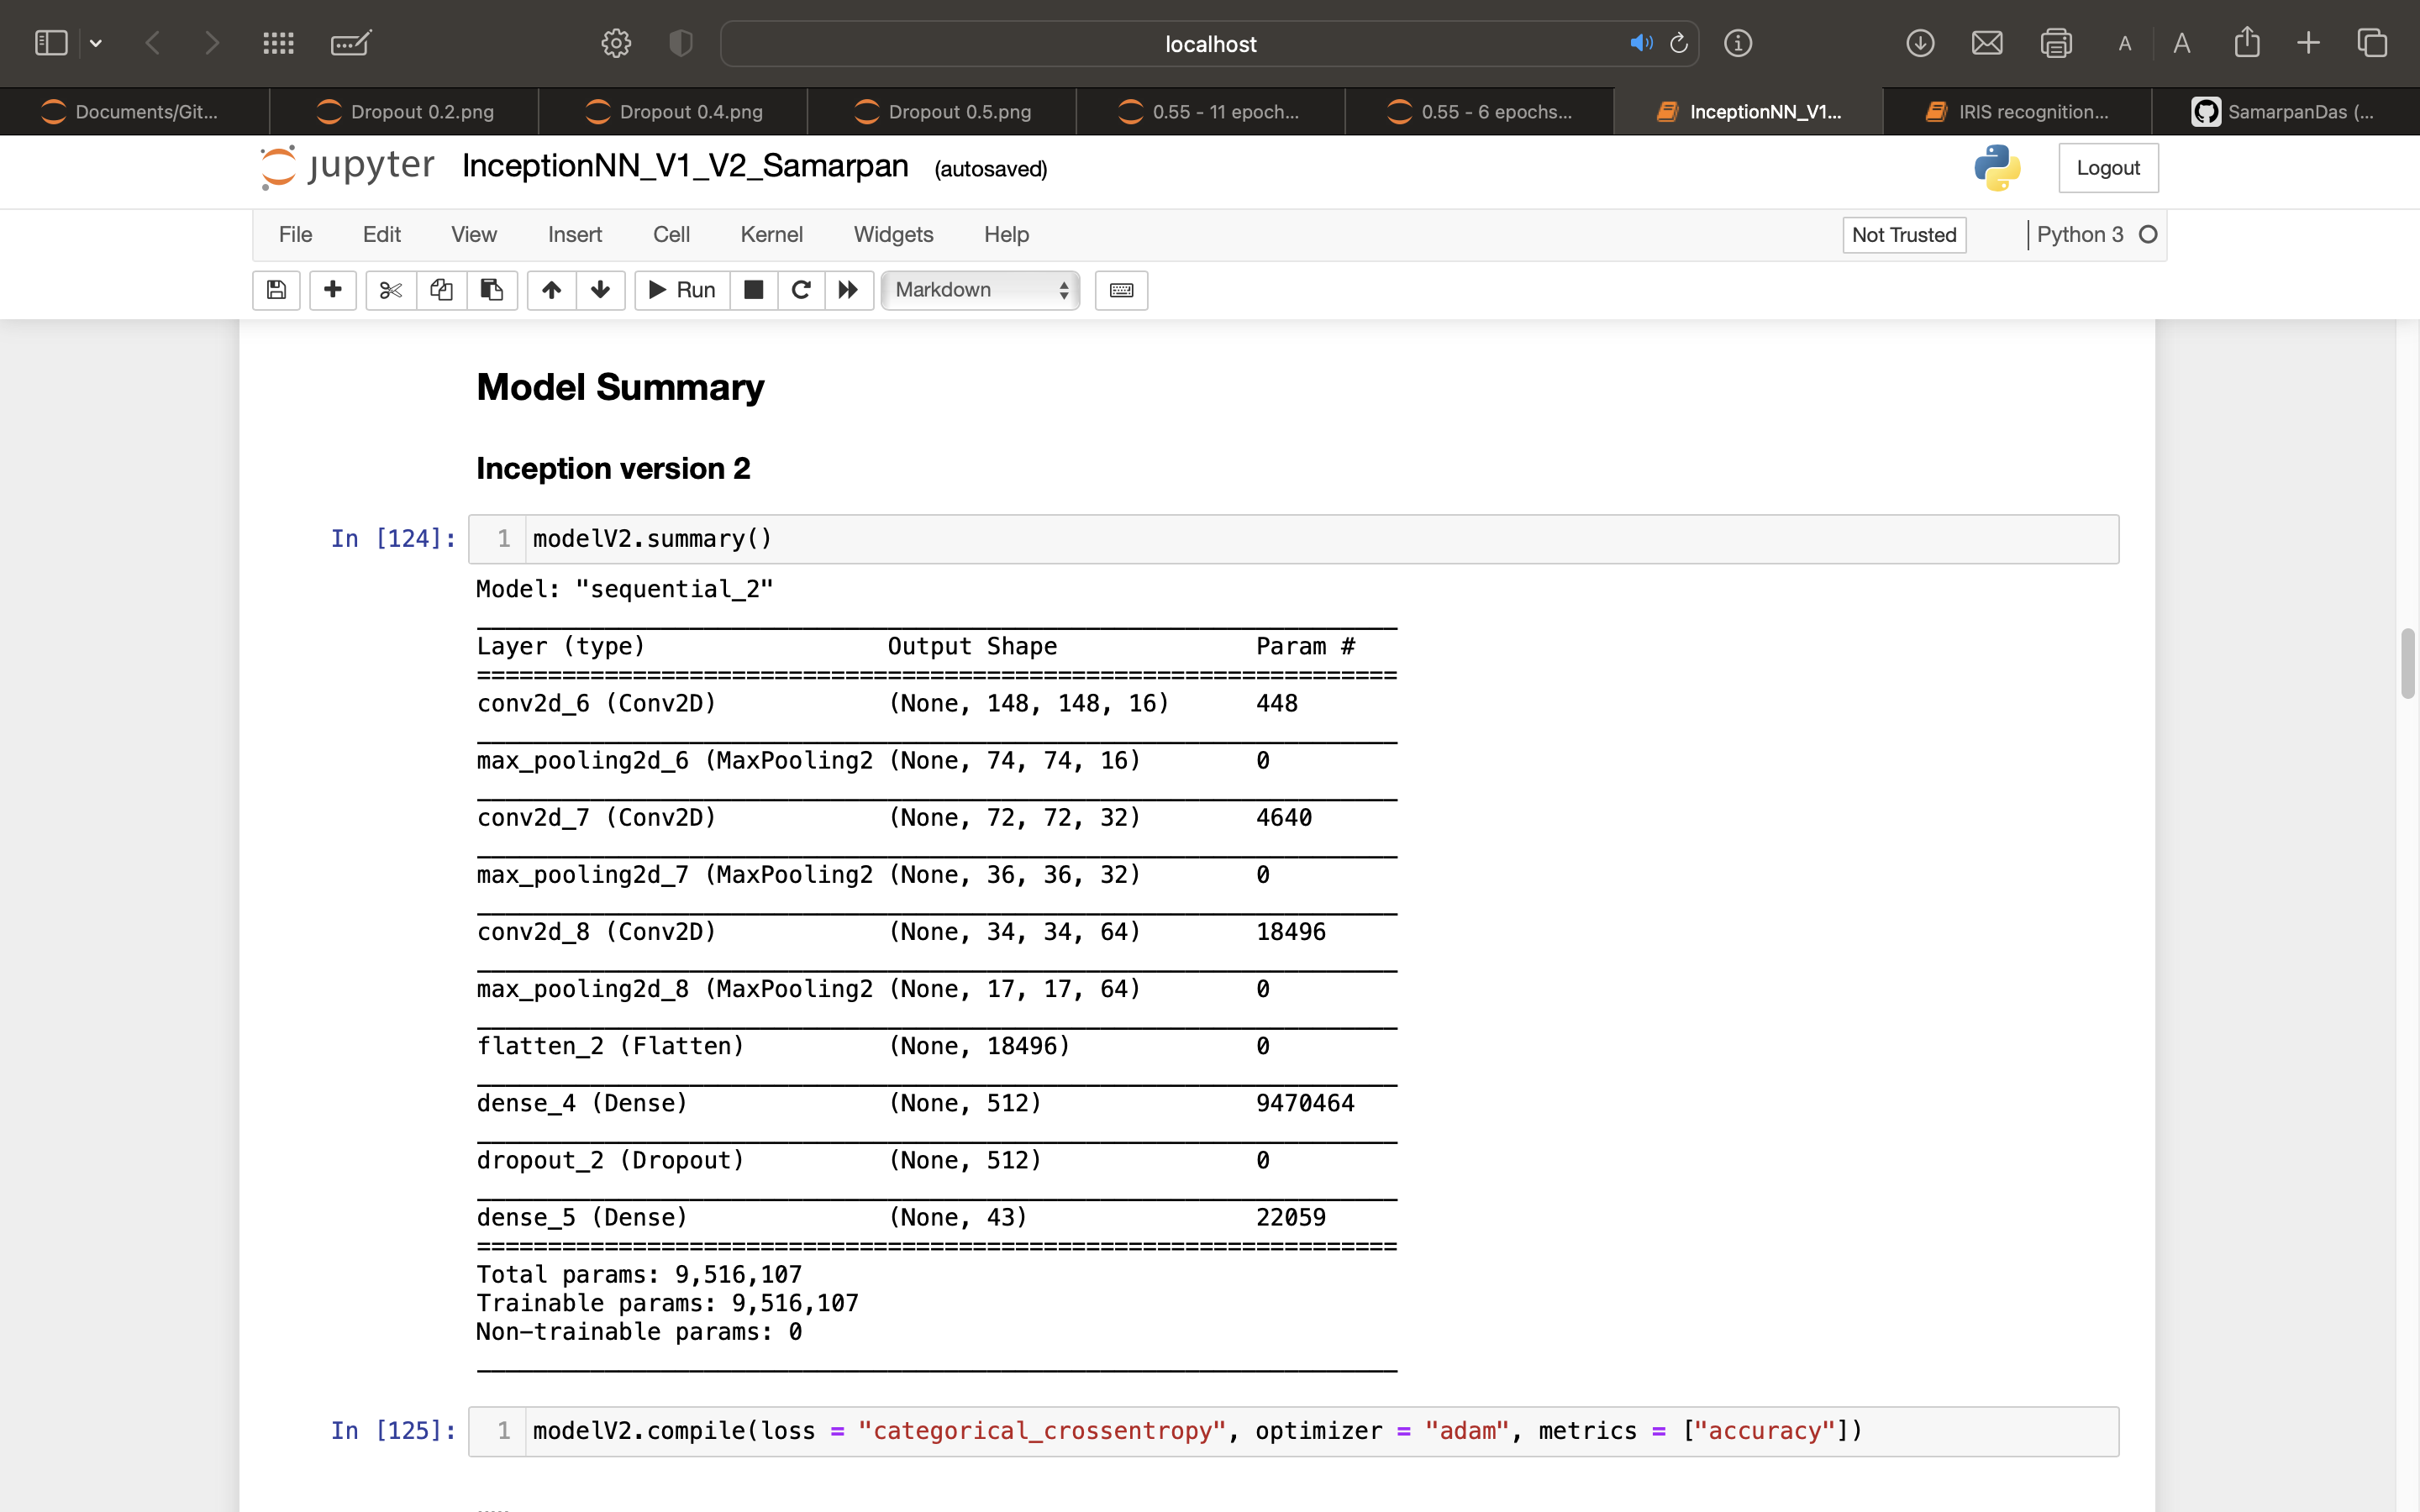 localhost
A A
Documents/Git...
Dropout 0.2.png
Dropout 0.4.png
Dropout 0.5.png
0.55 - 11 epoch...
0.55 - 6 epochs...
InceptionNN_V1...
IRIS recognition...
SamarpanDas (...
jupyter InceptionNN_V1_V2_Samarpan (autosaved)
Logout
File Edit View Insert Cell Kernel Widgets Help
Not Trusted
Python 3
Run
Markdown
Model Summary
Inception version 2
In [124]: 1 modelV2.summary()
Model: "sequential_2"
Layer (type) Output Shape Param #
conv2d_6 (Conv2D) (None, 148, 148, 16) 448
max_pooling2d_6 (MaxPooling2 (None, 74, 74, 16) 0
conv2d_7 (Conv2D) (None, 72, 72, 32) 4640
max_pooling2d_7 (MaxPooling2 (None, 36, 36, 32) 0
conv2d_8 (Conv2D) (None, 34, 34, 64) 18496
max_pooling2d_8 (MaxPooling2 (None, 17, 17, 64) 0
flatten_2 (Flatten) (None, 18496) 0
dense_4 (Dense) (None, 512) 9470464
dropout_2 (Dropout) (None, 512) 0
dense_5 (Dense) (None, 43) 22059
Total params: 9,516,107
Trainable params: 9,516,107
Non-trainable params: 0
In [125]: 1 modelV2.compile(loss = "categorical_crossentropy", optimizer = "adam", metrics = ["accuracy"])